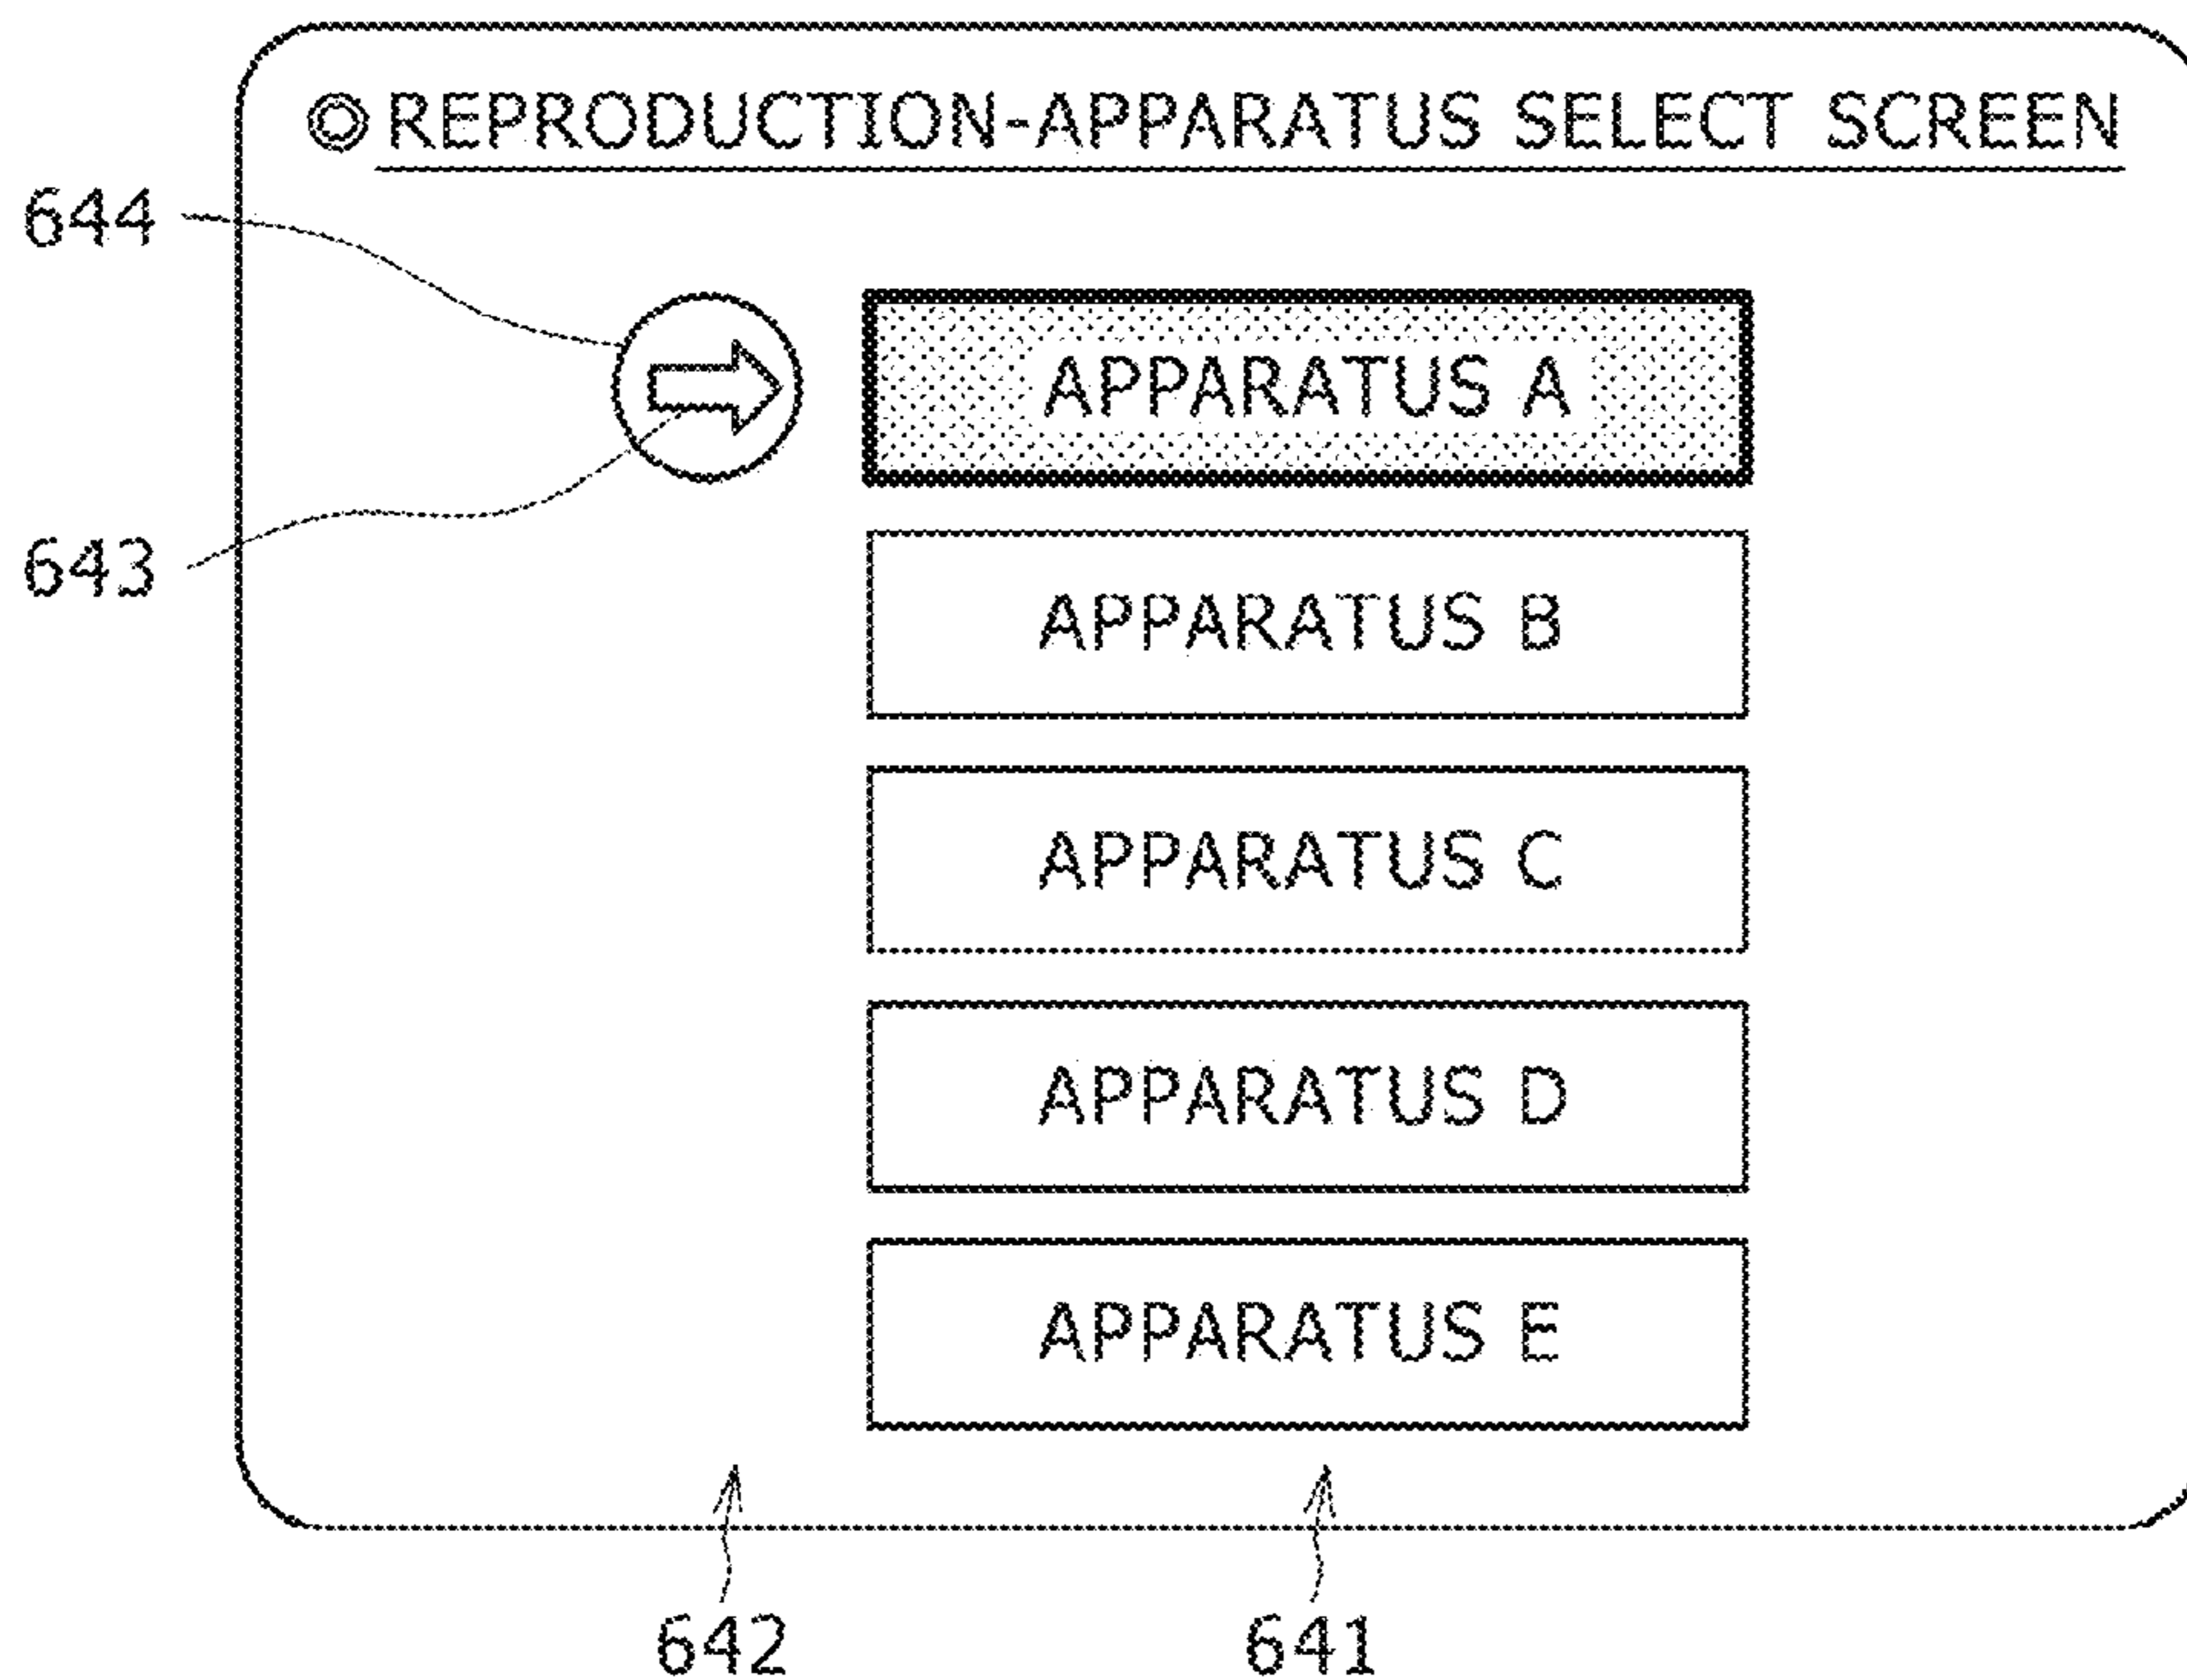 ◎ REPRODUCTION-APPARATUS SELECT SCREEN
644
APPARATUS A
643
APPARATUS B
APPARATUS C
APPARATUS D
APPARATUS E
642 641